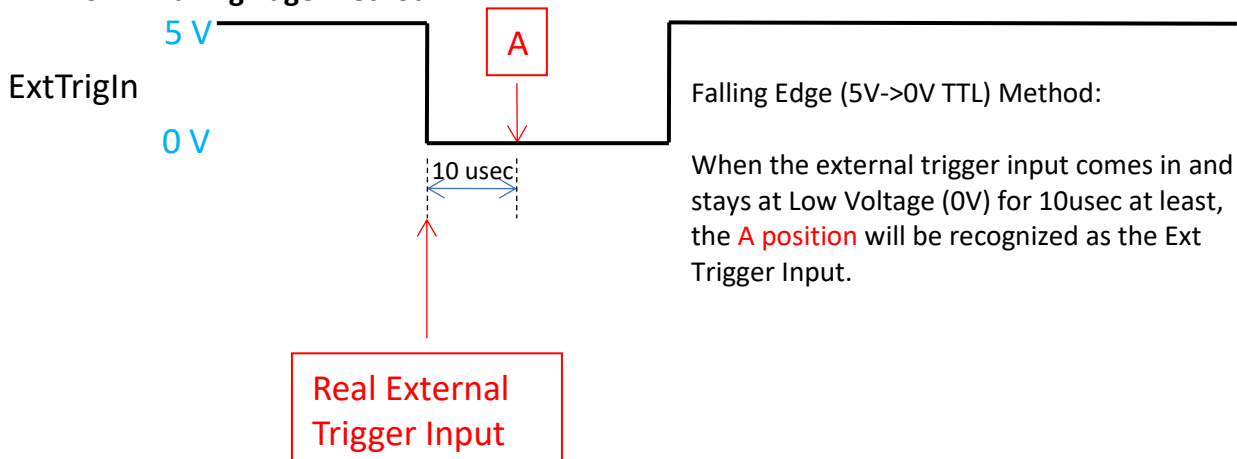 5 V
A
ExtTrigIn
0 V
10 usec
Falling Edge (5V->0V TTL) Method:
When the external trigger input comes in and
stays at Low Voltage (0V) for 10usec at least,
the A position will be recognized as the Ext
Trigger Input.
Real External
Trigger Input